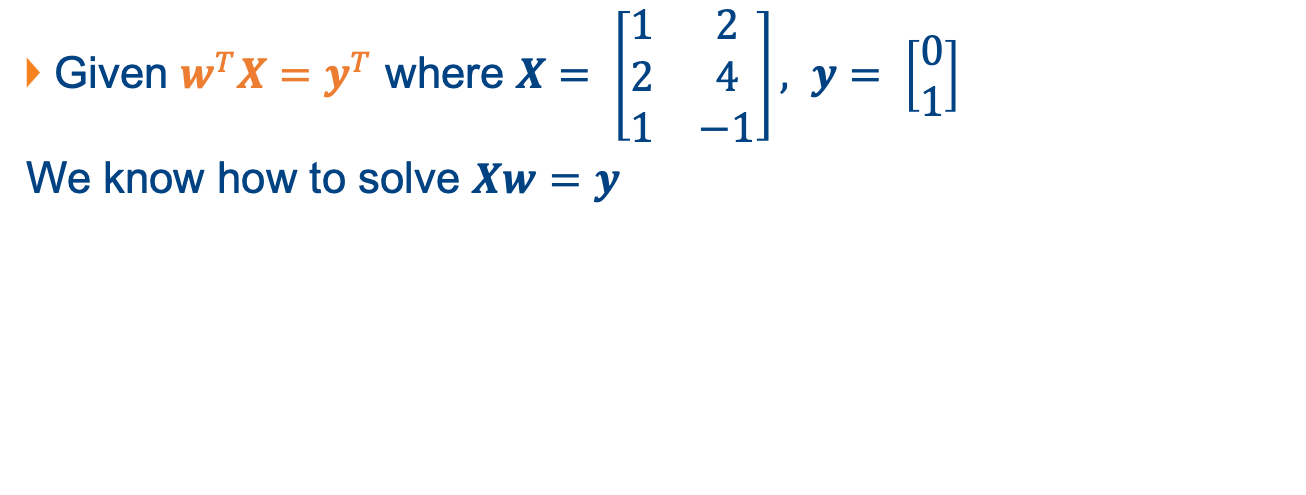 Given wᵀX = yᵀ where X = [1 2; 2 4; 1 −1], y = [0; 1]
We know how to solve Xw = y